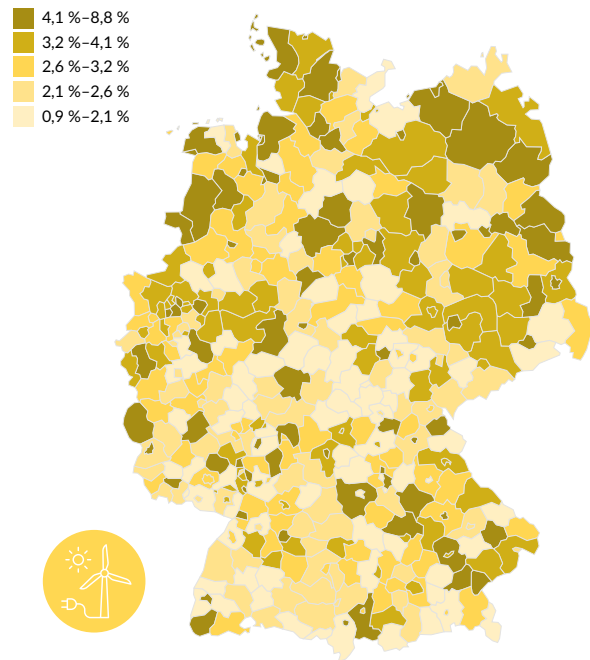 4,1 %–8,8 %
3,2 %–4,1 %
2,6 %–3,2 %
2,1 %–2,6 %
0,9 %–2,1 %